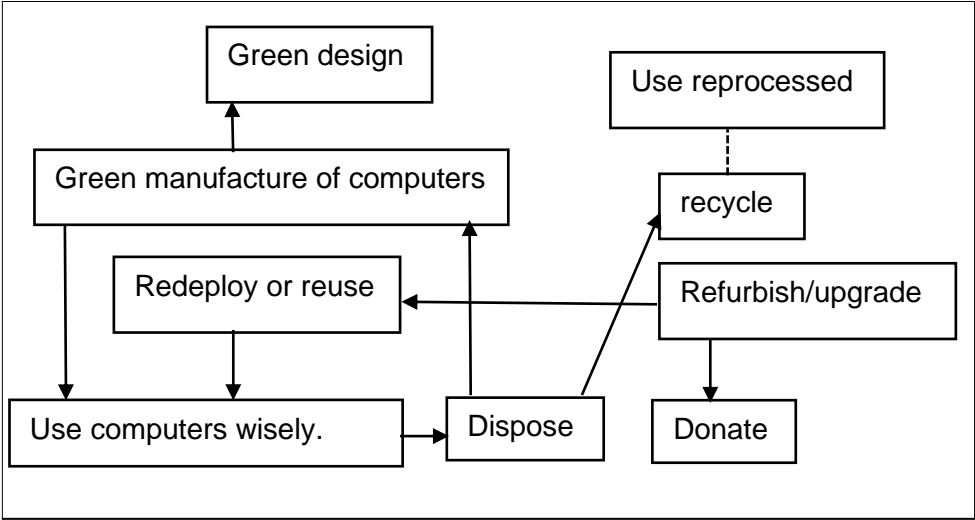 Green design
Use reprocessed
Green manufacture of computers
recycle
Redeploy or reuse
Refurbish/upgrade
Use computers wisely.
Dispose
Donate